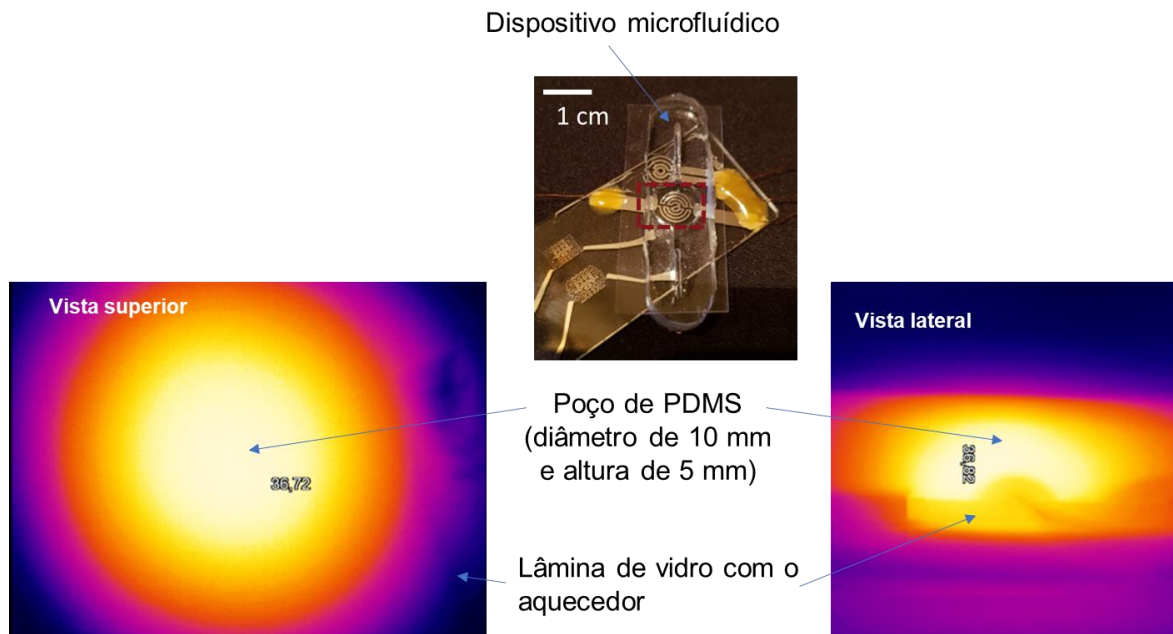 Dispositivo microfluídico
1 cm
Vista superior
36,72
Poço de PDMS
(diâmetro de 10 mm
e altura de 5 mm)
Vista lateral
36,82
Lâmina de vidro com o
aquecedor